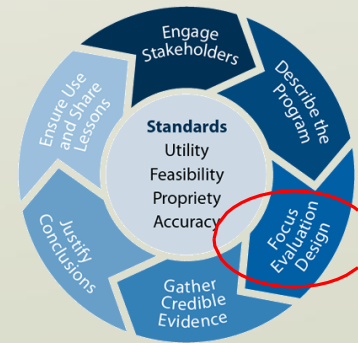 Engage
Stakeholders
Describe the
Program
Focus
Evaluation
Design
Gather
Credible
Evidence
Justify
Conclusions
Ensure Use
and Share
Lessons
Standards
Utility
Feasibility
Propriety
Accuracy